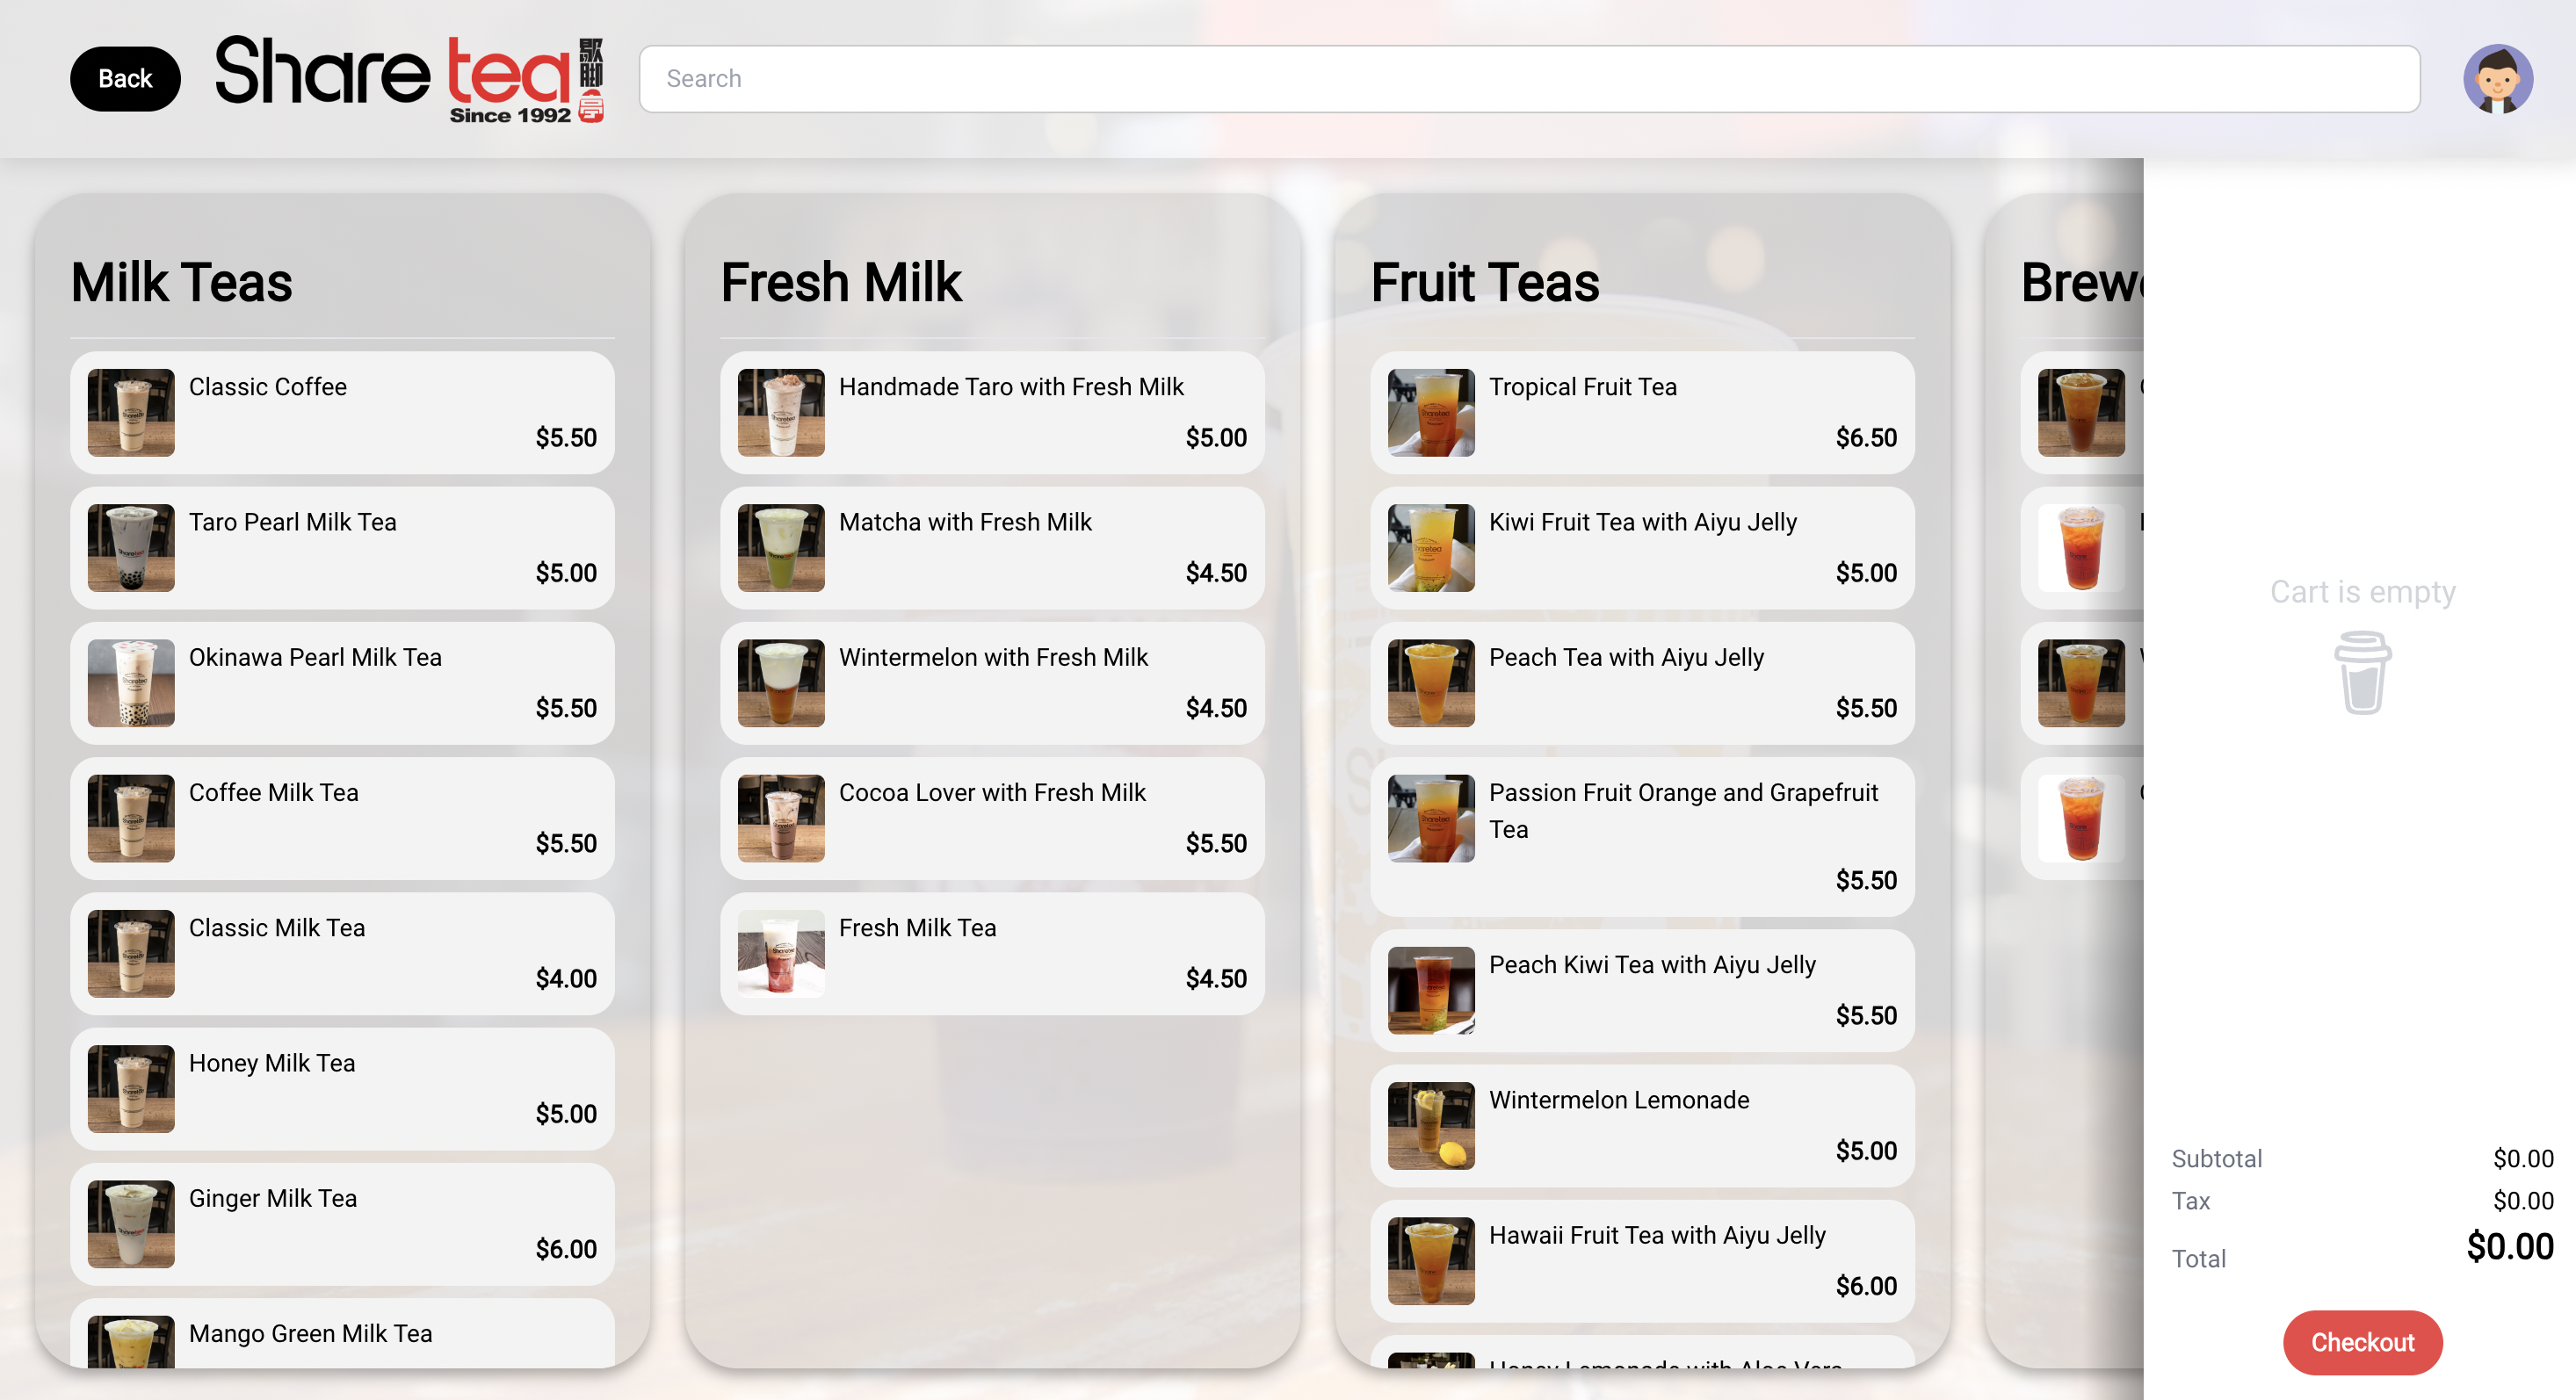 Back
Share tea
歇脚亭
Since 1992
Search
Milk Teas
Classic Coffee
$5.50
Taro Pearl Milk Tea
$5.00
Okinawa Pearl Milk Tea
$5.50
Coffee Milk Tea
$5.50
Classic Milk Tea
$4.00
Honey Milk Tea
$5.00
Ginger Milk Tea
$6.00
Mango Green Milk Tea
Fresh Milk
Handmade Taro with Fresh Milk
$5.00
Matcha with Fresh Milk
$4.50
Wintermelon with Fresh Milk
$4.50
Cocoa Lover with Fresh Milk
$5.50
Fresh Milk Tea
$4.50
Fruit Teas
Tropical Fruit Tea
$6.50
Kiwi Fruit Tea with Aiyu Jelly
$5.00
Peach Tea with Aiyu Jelly
$5.50
Passion Fruit Orange and Grapefruit
Tea
$5.50
Peach Kiwi Tea with Aiyu Jelly
$5.50
Wintermelon Lemonade
$5.00
Hawaii Fruit Tea with Aiyu Jelly
$6.00
Honey Lemonade with Aloe Vera
Brew
Cart is empty
Subtotal
$0.00
Tax
$0.00
Total
$0.00
Checkout